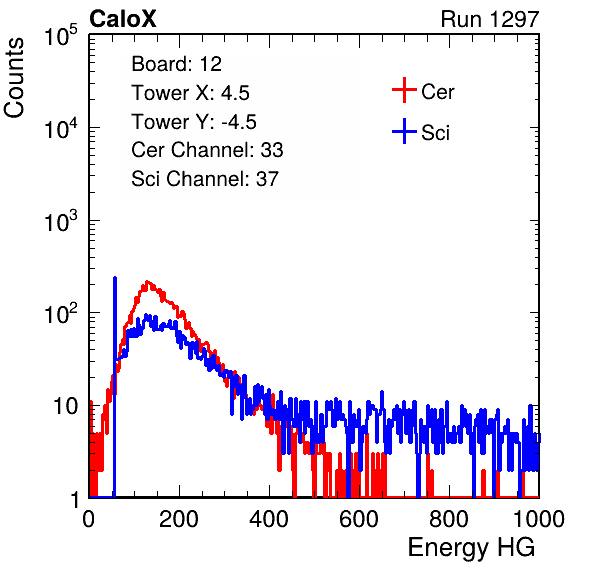 CaloX Run 1297
Counts
Board: 12
Tower X: 4.5
Tower Y: -4.5
Cer Channel: 33
Sci Channel: 37
Cer
Sci
10^5
10^4
10^3
10^2
10
1
0 200 400 600 800 1000
Energy HG